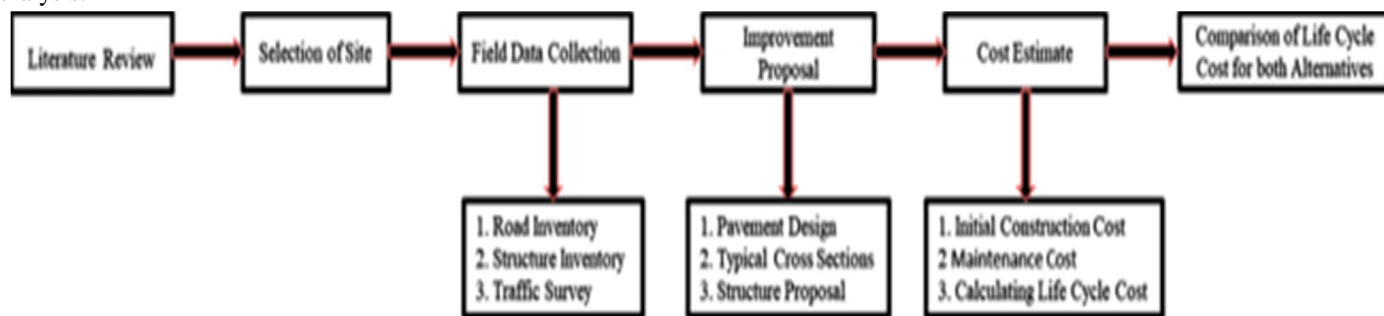 Literature Review
Selection of Site
Field Data Collection
Improvement
Proposal
Cost Estimate
Comparison of Life Cycle
Cost for both Alternatives
1. Road Inventory
2. Structure Inventory
3. Traffic Survey
1. Pavement Design
2. Typical Cross Sections
3. Structure Proposal
1. Initial Construction Cost
2 Maintenance Cost
3. Calculating Life Cycle Cost